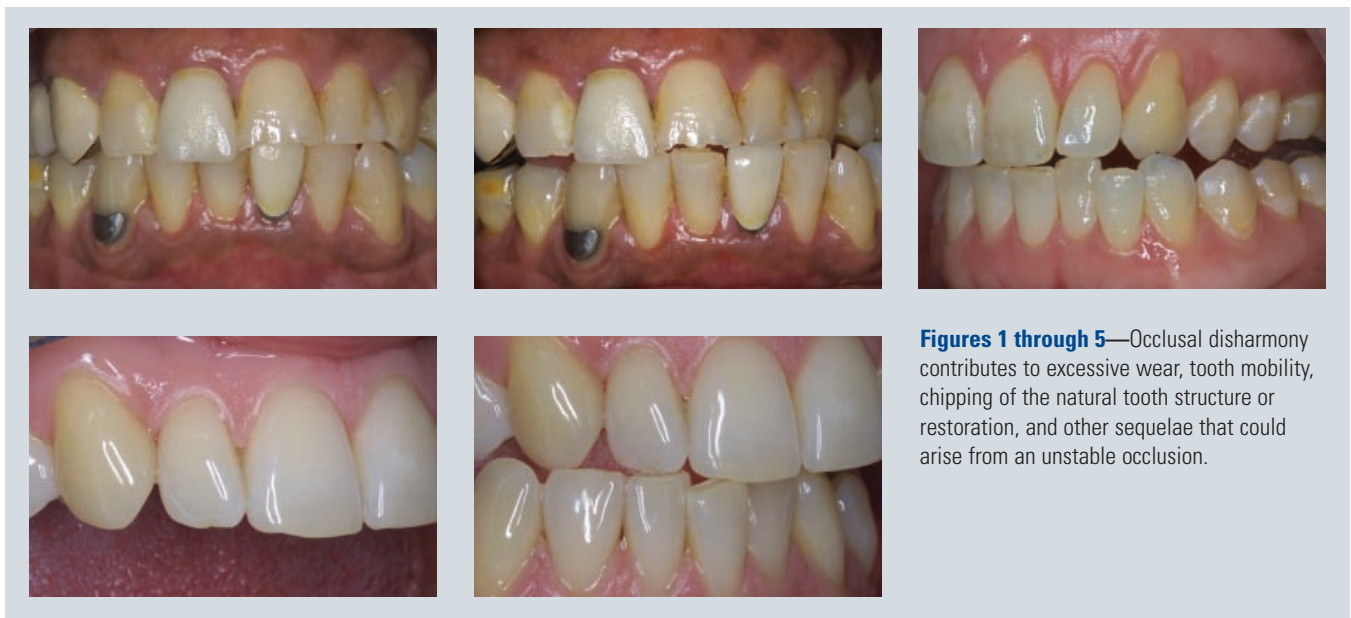 Figures 1 through 5—Occlusal disharmony
contributes to excessive wear, tooth mobility,
chipping of the natural tooth structure or
restoration, and other sequelae that could
arise from an unstable occlusion.